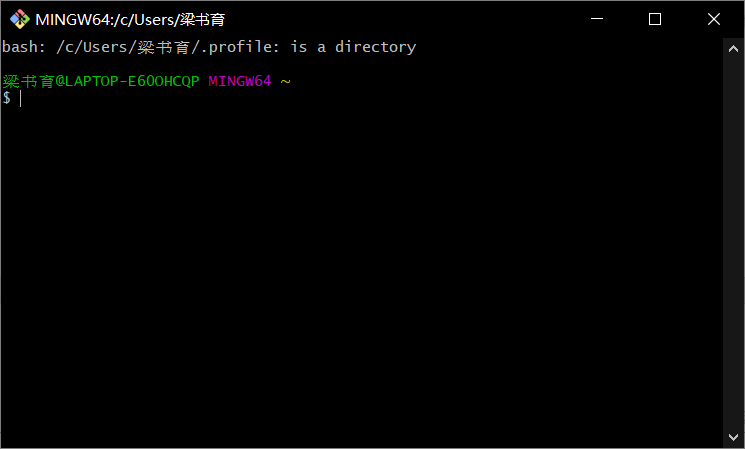 MINGW64:/c/Users/梁书育
bash: /c/Users/梁书育/.profile: is a directory
梁书育@LAPTOP-E6OOHCQP MINGW64 ~
$